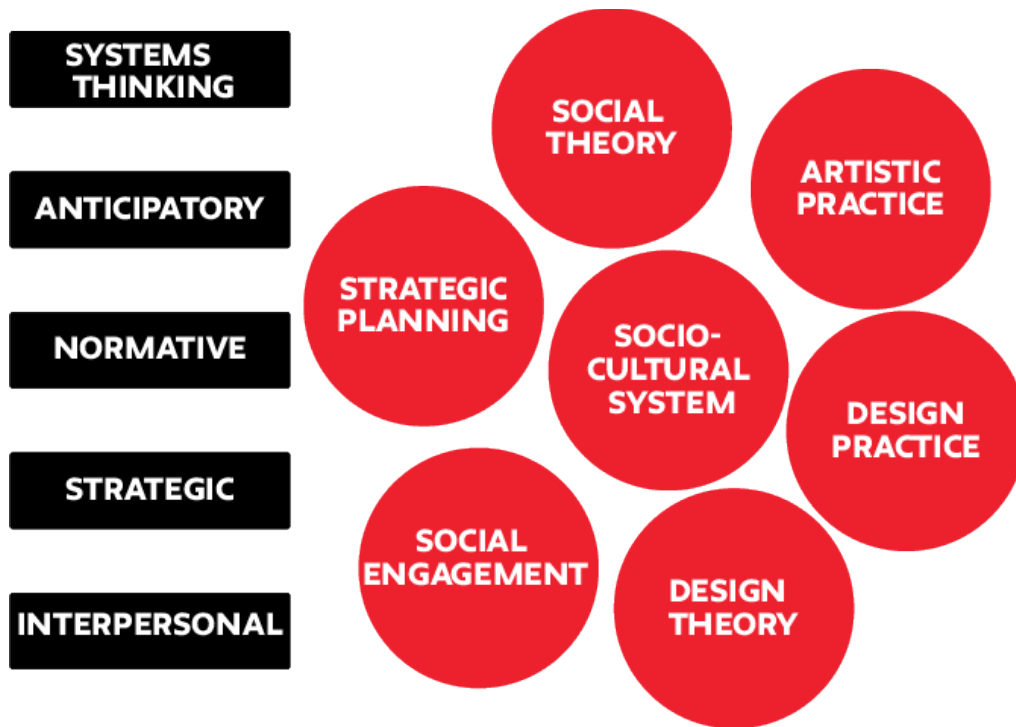 SYSTEMS
THINKING
ANTICIPATORY
NORMATIVE
STRATEGIC
INTERPERSONAL
SOCIAL
THEORY
ARTISTIC
PRACTICE
STRATEGIC
PLANNING
SOCIO-
CULTURAL
SYSTEM
DESIGN
PRACTICE
SOCIAL
ENGAGEMENT
DESIGN
THEORY